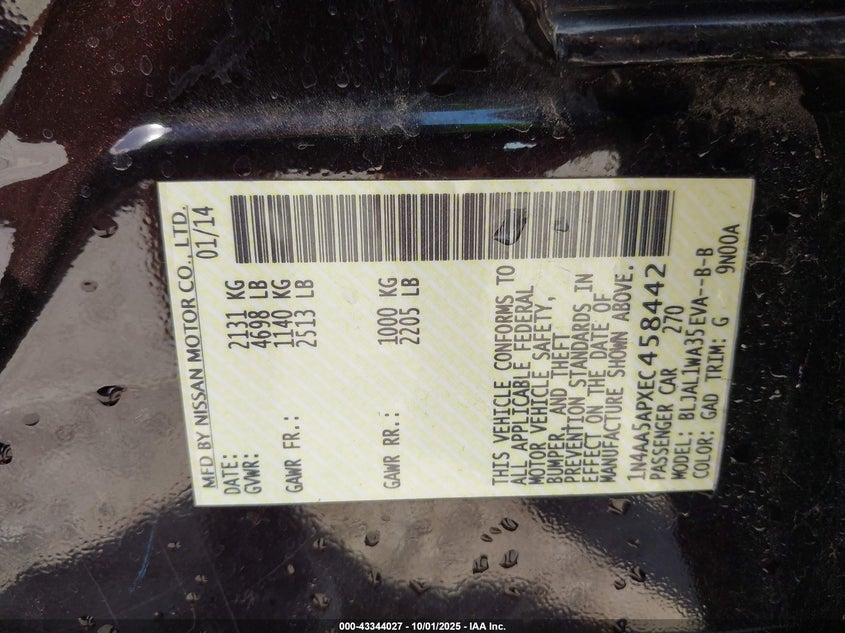 MFD BY NISSAN MOTOR CO., LTD.
DATE: 01/14
GVWR: 2131 KG
4698 LB
GAWR FR.: 1140 KG
2513 LB
GAWR RR.: 1000 KG
2205 LB
THIS VEHICLE CONFORMS TO
ALL APPLICABLE FEDERAL
MOTOR VEHICLE SAFETY,
BUMPER, AND THEFT
PREVENTION STANDARDS IN
EFFECT ON THE DATE OF
MANUFACTURE SHOWN ABOVE.
1N4AA5APXEC458442
PASSENGER CAR 270
MODEL: BLJAL1WA35EVA--B-B
COLOR: GAD TRIM: G 9N00A
000-43344027 - 10/01/2025 - IAA Inc.